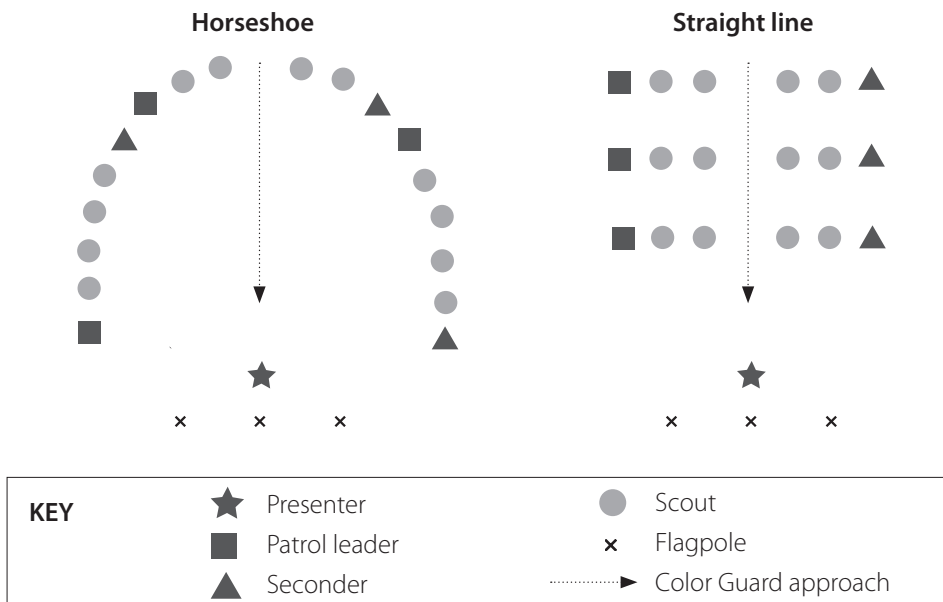 Horseshoe
Straight line
KEY
Presenter
Patrol leader
Seconder
Scout
Flagpole
Color Guard approach